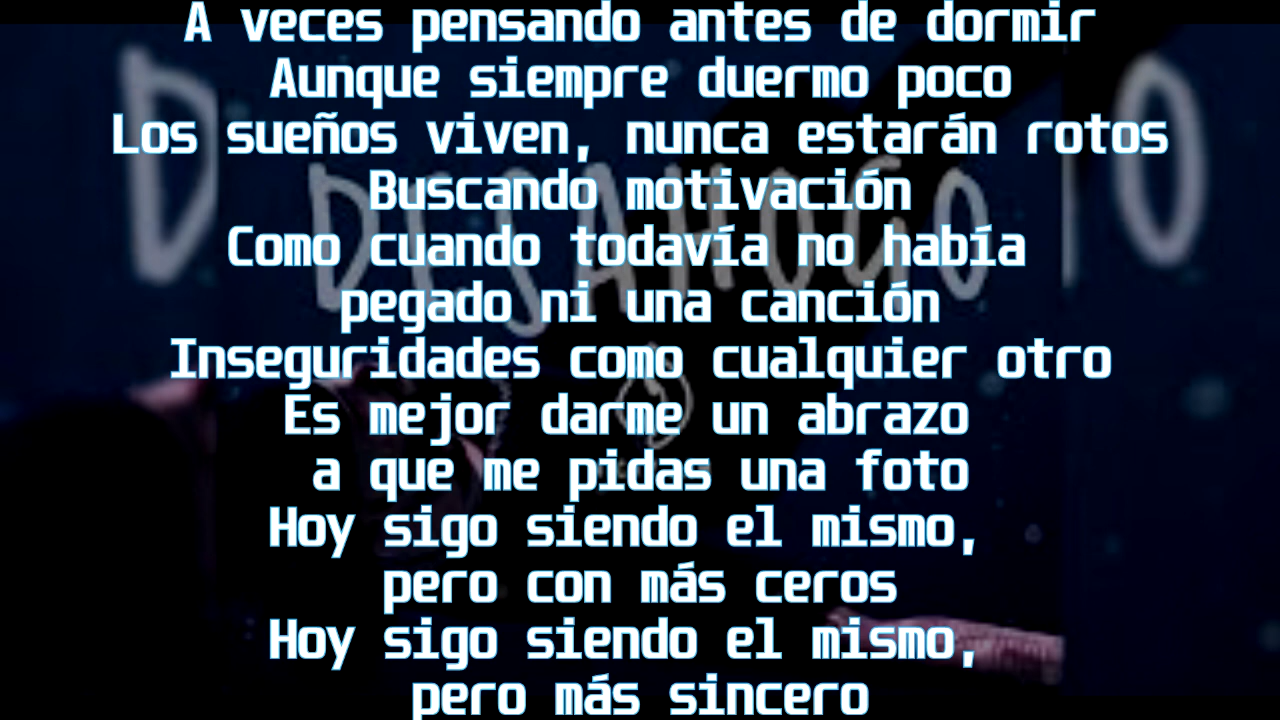 A veces pensando antes de dormir
Aunque siempre duermo poco
Los sueños viven, nunca estarán rotos
Buscando motivación
Como cuando todavía no había
pegado ni una canción
Inseguridades como cualquier otro
Es mejor darme un abrazo
a que me pidas una foto
Hoy sigo siendo el mismo,
pero con más ceros
Hoy sigo siendo el mismo,
pero más sincero
D DESAHOGO O